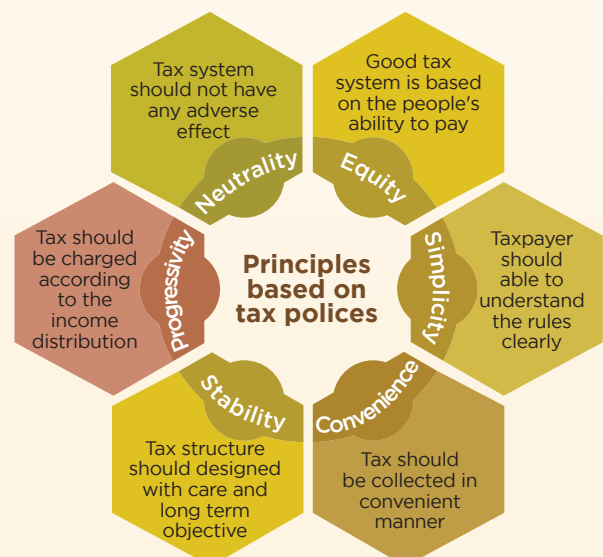 Principles
based on
tax polices
Neutrality
Tax system
should not have
any adverse
effect
Equity
Good tax
system is based
on the people's
ability to pay
Simplicity
Taxpayer
should
able to
understand
the rules
clearly
Convenience
Tax should
be collected in
convenient
manner
Stability
Tax structure
should designed
with care and
long term
objective
Progressivity
Tax should
be charged
according
to the
income
distribution